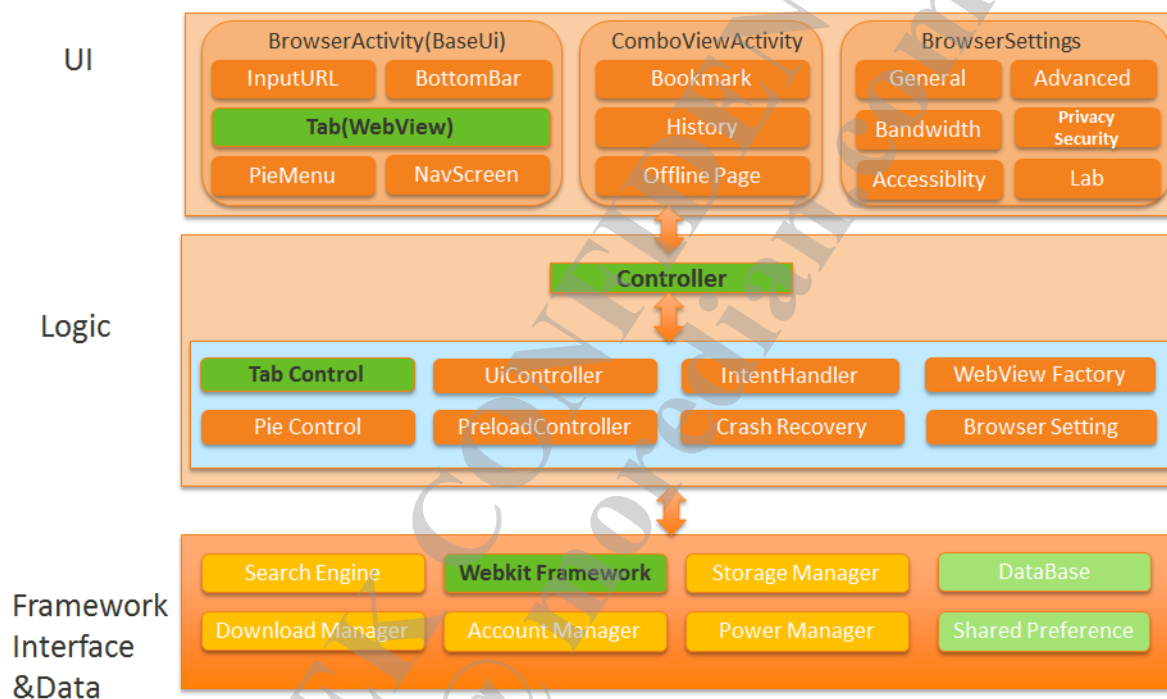 UI
BrowserActivity(BaseUi)
InputURL
BottomBar
Tab(WebView)
PieMenu
NavScreen
ComboViewActivity
Bookmark
History
Offline Page
BrowserSettings
General
Advanced
Bandwidth
Privacy
Security
Accessiblity
Lab
Logic
Controller
Tab Control
UiController
IntentHandler
WebView Factory
Pie Control
PreloadController
Crash Recovery
Browser Setting
Framework
Interface
&Data
Search Engine
Webkit Framework
Storage Manager
DataBase
Download Manager
Account Manager
Power Manager
Shared Preference